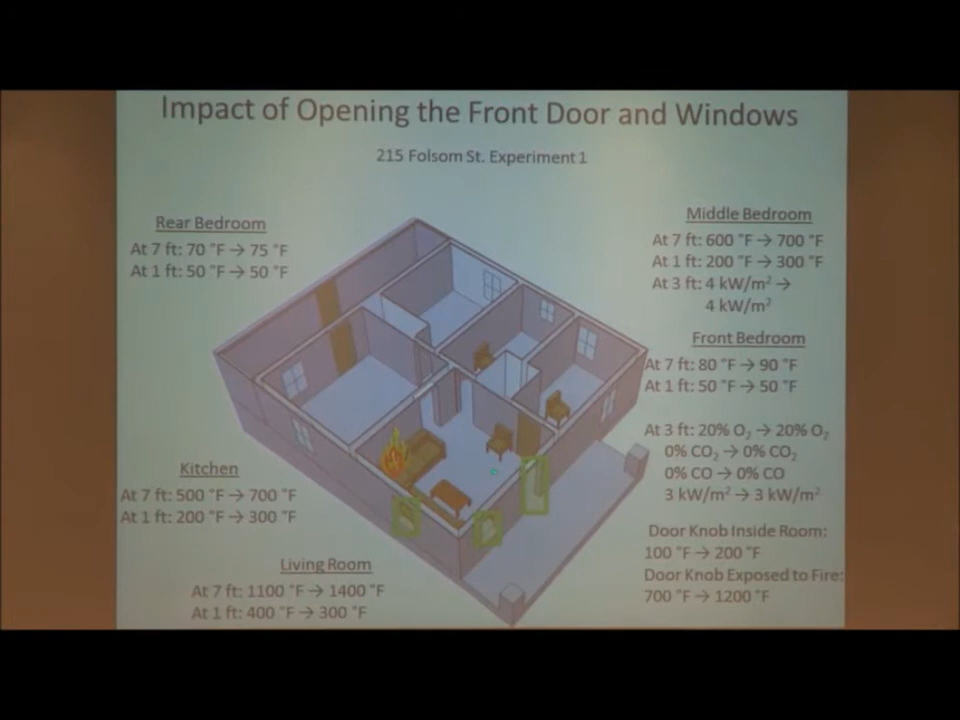 Impact of Opening the Front Door and Windows
215 Folsom St. Experiment 1
Rear Bedroom
At 7 ft: 70 °F → 75 °F
At 1 ft: 50 °F → 50 °F
Middle Bedroom
At 7 ft: 600 °F → 700 °F
At 1 ft: 200 °F → 300 °F
At 3 ft: 4 kW/m² →
4 kW/m²
Front Bedroom
At 7 ft: 80 °F → 90 °F
At 1 ft: 50 °F → 50 °F
At 3 ft: 20% O₂ → 20% O₂
0% CO₂ → 0% CO₂
0% CO → 0% CO
3 kW/m² → 3 kW/m²
Kitchen
At 7 ft: 500 °F → 700 °F
At 1 ft: 200 °F → 300 °F
Door Knob Inside Room:
100 °F → 200 °F
Door Knob Exposed to Fire:
700 °F → 1200 °F
Living Room
At 7 ft: 1100 °F → 1400 °F
At 1 ft: 400 °F → 300 °F